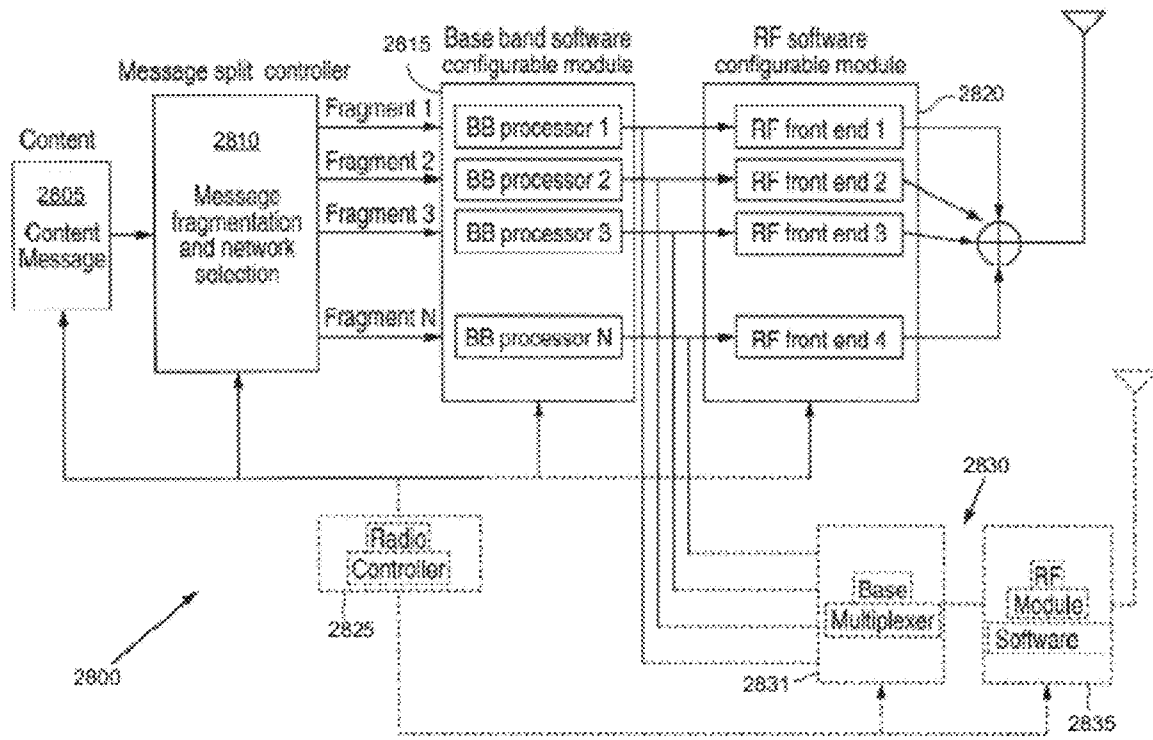 2815
Base band software
configurable module
RF software
configurable module
Message split controller
2820
Content
2805
Content
Message
2810
Message
fragmentation
and network
selection
Fragment 1
Fragment 2
Fragment 3
Fragment N
BB processor 1
BB processor 2
BB processor 3
BB processor N
RF front end 1
RF front end 2
RF front end 3
RF front end 4
2830
Radio
Controller
2825
Base
Multiplexer
2831
RF
Module
Software
2835
2800